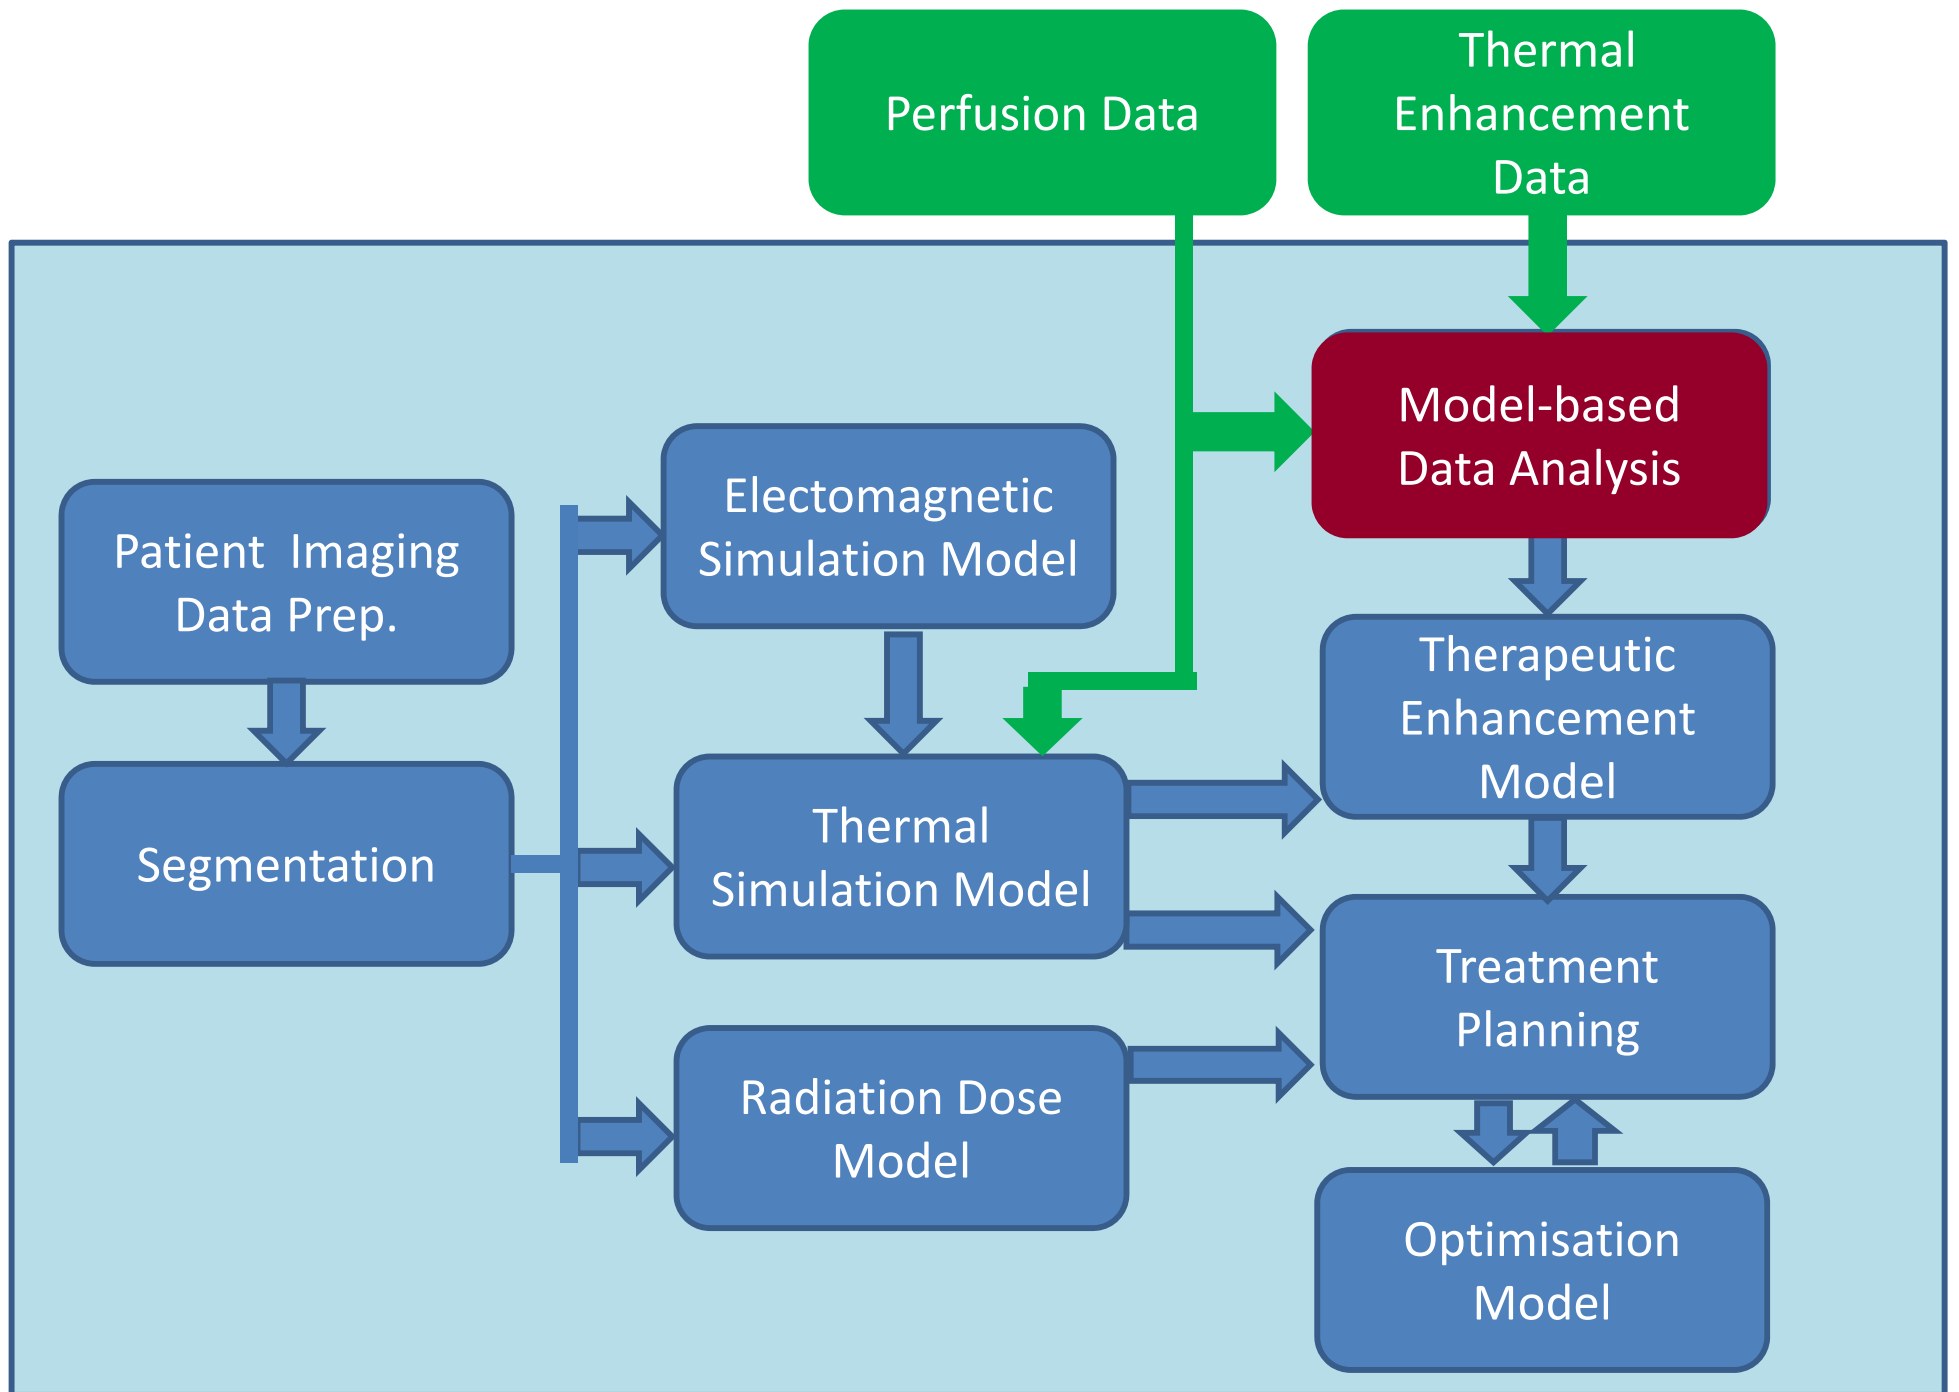 Perfusion Data
Thermal
Enhancement
Data
Model-based
Data Analysis
Electomagnetic
Simulation Model
Patient  Imaging
Data Prep.
Therapeutic
Enhancement
Model
Segmentation
Thermal
Simulation Model
Treatment
Planning
Radiation Dose
Model
Optimisation
Model